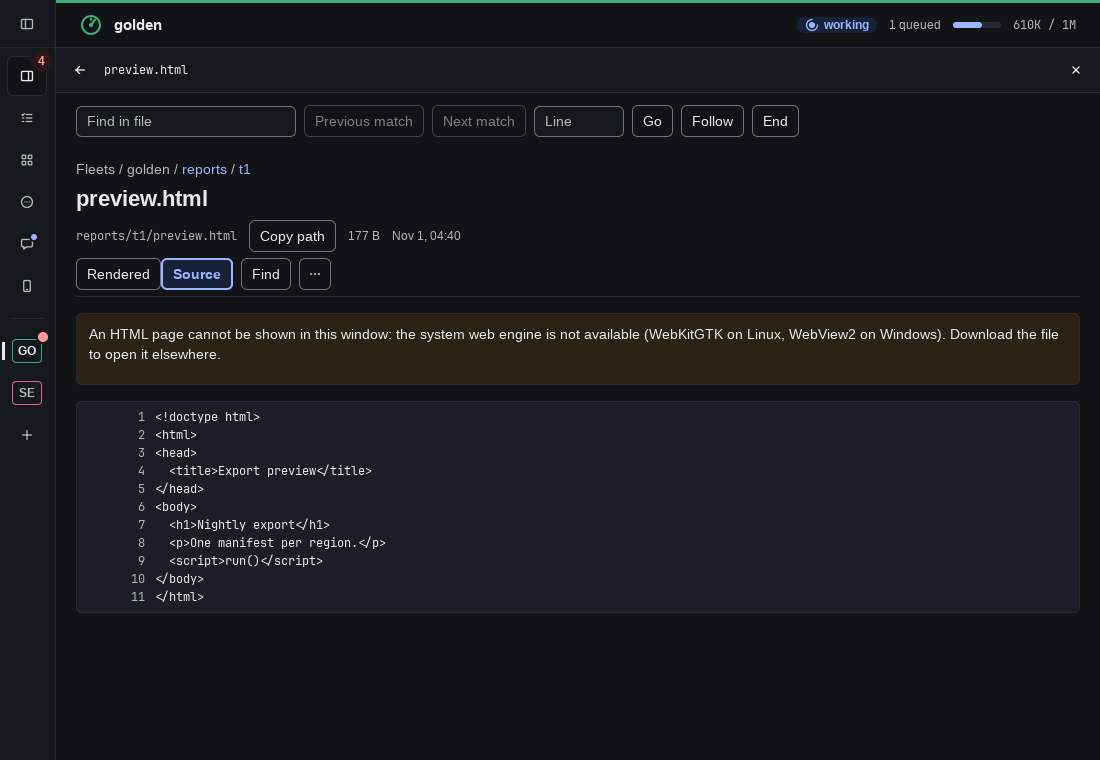 golden
working
1 queued
610K / 1M
4
preview.html
Find in file
Previous match
Next match
Line
Go
Follow
End
Fleets / golden / reports / t1
preview.html
reports/t1/preview.html
Copy path
177 B
Nov 1, 04:40
Rendered
Source
Find
···
An HTML page cannot be shown in this window: the system web engine is not available (WebKitGTK on Linux, WebView2 on Windows). Download the file
to open it elsewhere.
GO
SE
1 <!doctype html>
2 <html>
3 <head>
4   <title>Export preview</title>
5 </head>
6 <body>
7   <h1>Nightly export</h1>
8   <p>One manifest per region.</p>
9   <script>run()</script>
10 </body>
11 </html>